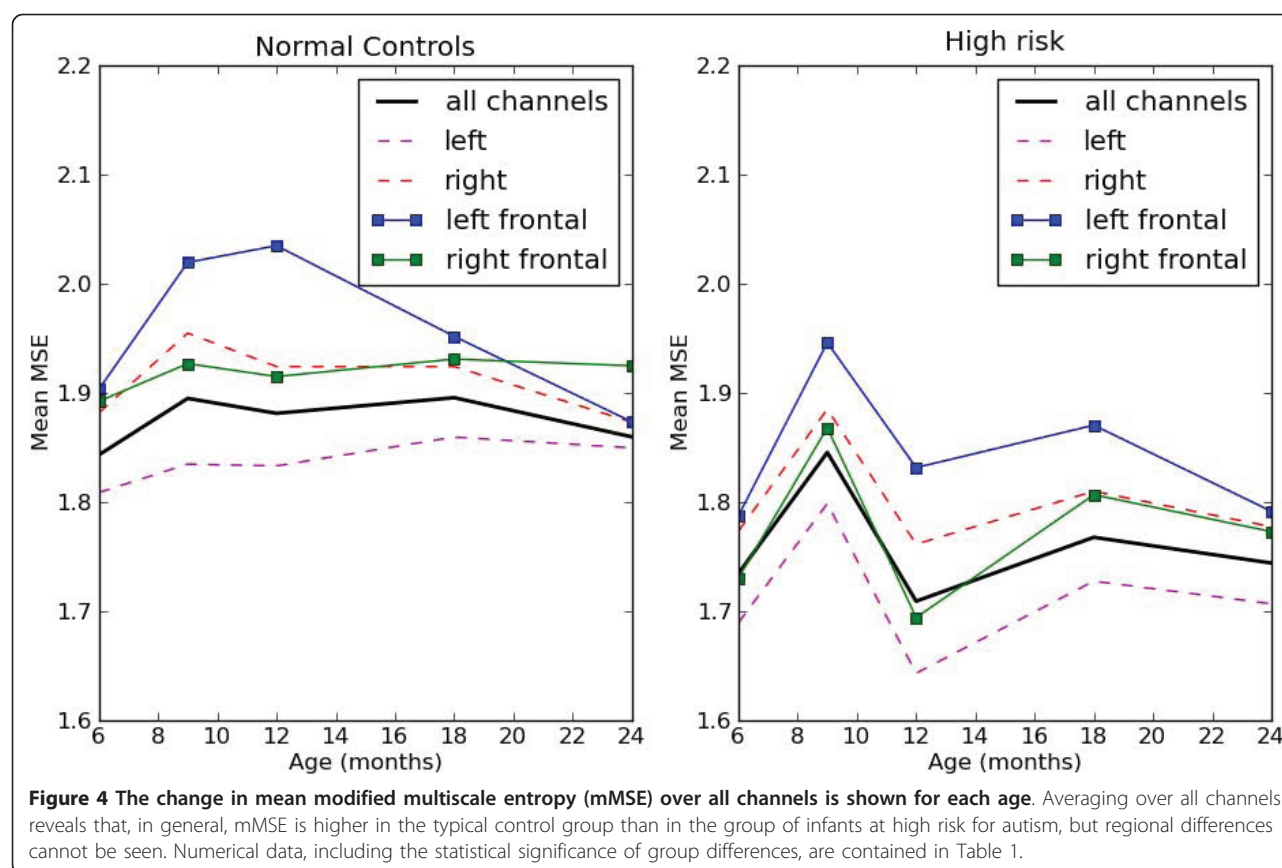 Normal Controls
2.2
2.1
2.0
1.9
1.8
1.7
1.6
Mean MSE
6 8 10 12 14 16 18 20 22 24
Age (months)
all channels
left
right
left frontal
right frontal
High risk
2.2
2.1
2.0
1.9
1.8
1.7
1.6
Mean MSE
6 8 10 12 14 16 18 20 22 24
Age (months)
all channels
left
right
left frontal
right frontal
Figure 4 The change in mean modified multiscale entropy (mMSE) over all channels is shown for each age. Averaging over all channels
reveals that, in general, mMSE is higher in the typical control group than in the group of infants at high risk for autism, but regional differences
cannot be seen. Numerical data, including the statistical significance of group differences, are contained in Table 1.